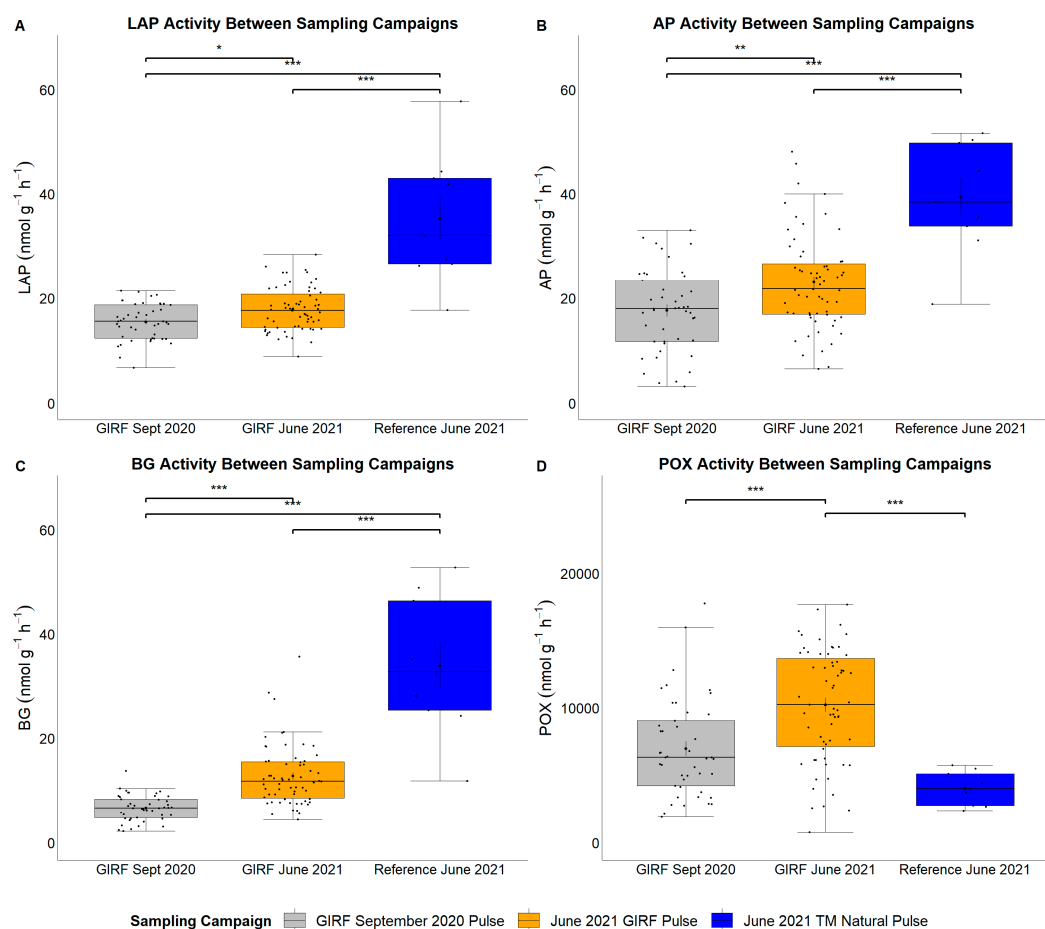 A
LAP Activity Between Sampling Campaigns
*
***
***
60
40
20
0
LAP (nmol g⁻¹ h⁻¹)
GIRF Sept 2020 GIRF June 2021 Reference June 2021
B
AP Activity Between Sampling Campaigns
**
***
***
60
40
20
0
AP (nmol g⁻¹ h⁻¹)
GIRF Sept 2020 GIRF June 2021 Reference June 2021
C
BG Activity Between Sampling Campaigns
***
***
***
60
40
20
0
BG (nmol g⁻¹ h⁻¹)
GIRF Sept 2020 GIRF June 2021 Reference June 2021
D
POX Activity Between Sampling Campaigns
***
***
20000
10000
0
POX (nmol g⁻¹ h⁻¹)
GIRF Sept 2020 GIRF June 2021 Reference June 2021
Sampling Campaign GIRF September 2020 Pulse June 2021 GIRF Pulse June 2021 TM Natural Pulse